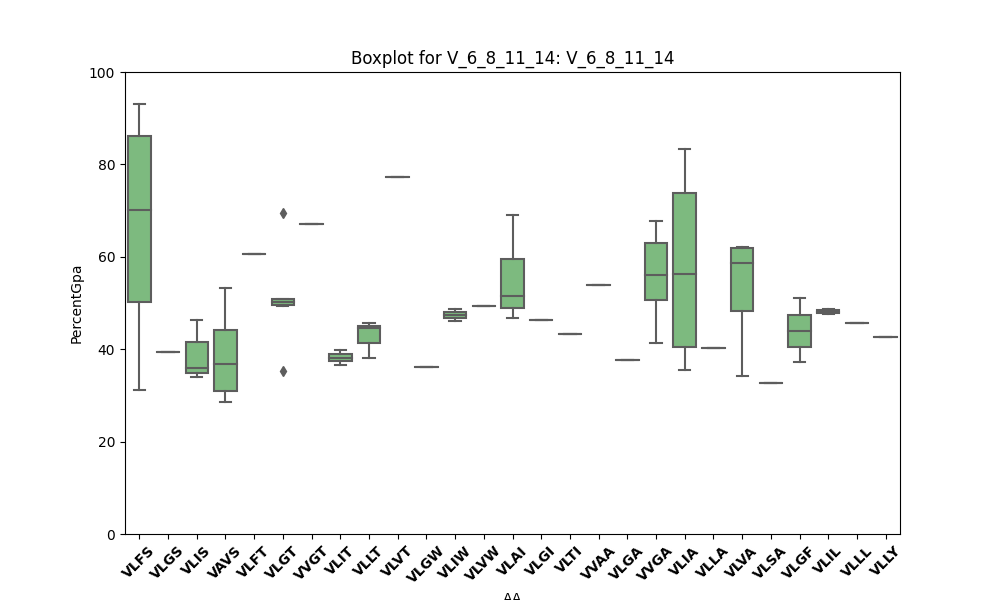 Boxplot for V_6_8_11_14: V_6_8_11_14
PercentGpa
100
80
60
40
20
0
VLFS VLGS VLIS VAVS VLFT VLGT VVGT VLIT VLLT VLVT VLGW VLIW VLVW VLAI VLGI VLTI VVAA VLGA VVGA VLIA VLLA VLVA VLSA VLGF VLIL VLLL VLLY
AA